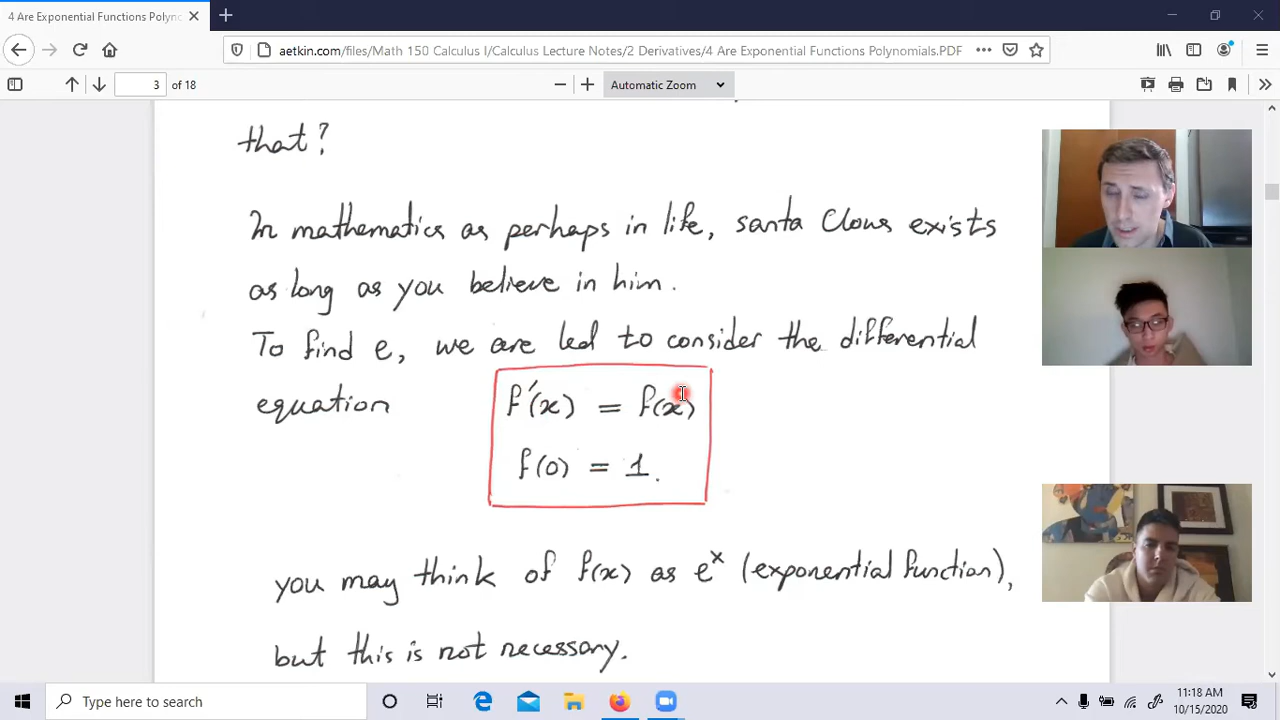 4 Are Exponential Functions Polync
aetkin.com/files/Math 150 Calculus I/Calculus Lecture Notes/2 Derivatives/4 Are Exponential Functions Polynomials.PDF
3 of 18
Automatic Zoom
that?
In mathematics as perhaps in life, santa Claus exists
as long as you believe in him.
To find e, we are led to consider the differential
equation
f'(x) = f(x)
f(0) = 1.
you may think of f(x) as eˣ (exponential function),
but this is not necessary.
Type here to search
11:18 AM
10/15/2020